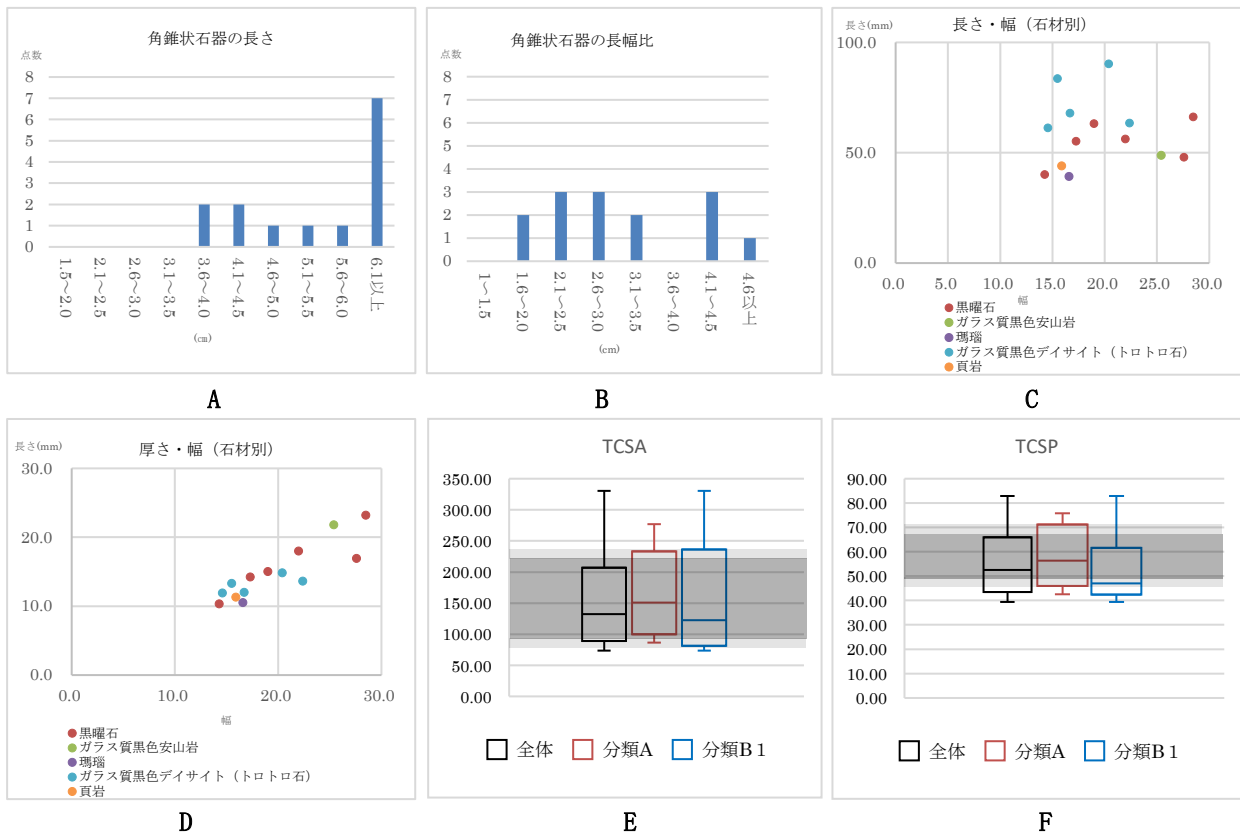 角錐状石器の長さ
点数
8
7
6
5
4
3
2
1
0
1.5～2.0
2.1～2.5
2.6～3.0
3.1～3.5
3.6～4.0
4.1～4.5
4.6～5.0
5.1～5.5
5.6～6.0
6.1以上
(㎝)
A
角錐状石器の長幅比
点数
8
7
6
5
4
3
2
1
0
1～1.5
1.6～2.0
2.1～2.5
2.6～3.0
3.1～3.5
3.6～4.0
4.1～4.5
4.6以上
(cm)
B
長さ・幅（石材別）
長さ(mm)
100.0
50.0
0.0
0.0 5.0 10.0 15.0 20.0 25.0 30.0
幅
黒曜石
ガラス質黒色安山岩
瑪瑙
ガラス質黒色デイサイト（トロトロ石）
頁岩
C
長さ(mm)
厚さ・幅（石材別）
30.0
20.0
10.0
0.0
0.0 10.0 20.0 30.0
幅
黒曜石
ガラス質黒色安山岩
瑪瑙
ガラス質黒色デイサイト（トロトロ石）
頁岩
D
TCSA
350.00
300.00
250.00
200.00
150.00
100.00
50.00
0.00
全体 分類A 分類B１
E
TCSP
90.00
80.00
70.00
60.00
50.00
40.00
30.00
20.00
10.00
0.00
全体 分類A 分類B１
F